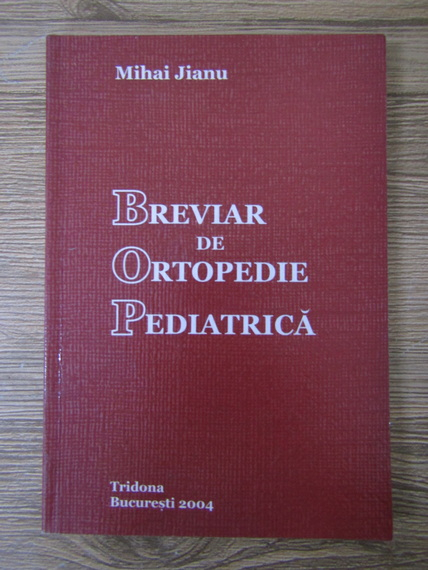 Mihai Jianu
BREVIAR
DE
ORTOPEDIE
PEDIATRICĂ
Tridona
București 2004